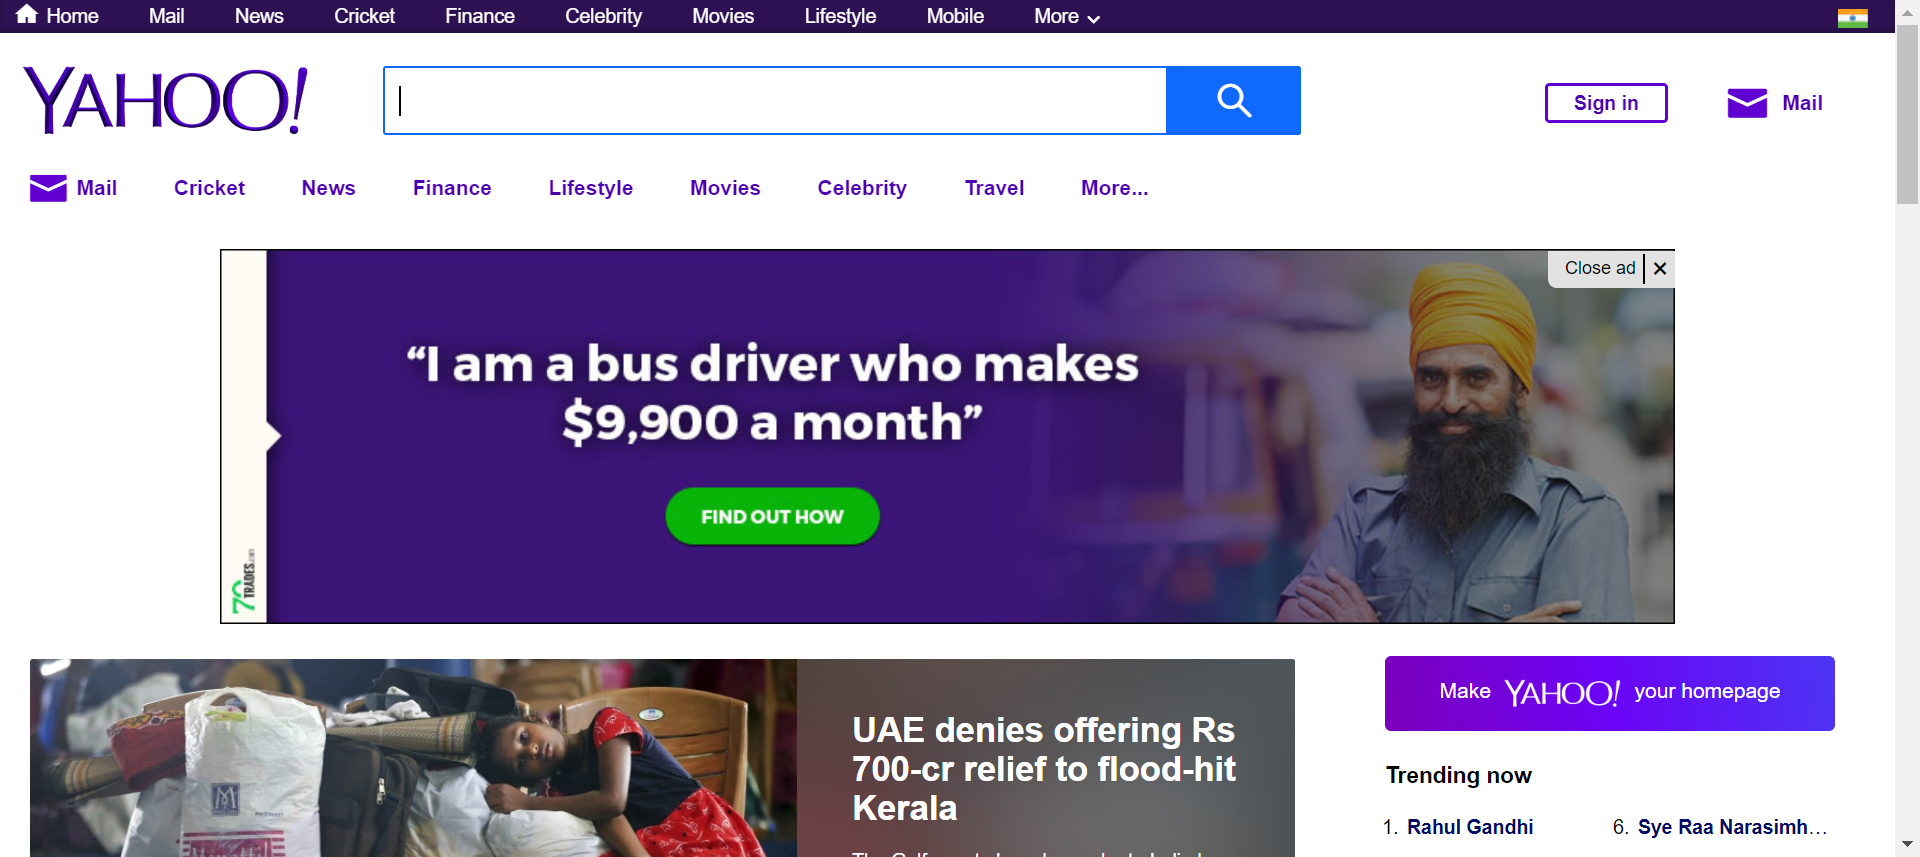 Home Mail News Cricket Finance Celebrity Movies Lifestyle Mobile More
YAHOO!
Sign in
Mail
Mail Cricket News Finance Lifestyle Movies Celebrity Travel More...
Close ad
“I am a bus driver who makes
$9,900 a month”
FIND OUT HOW
70TRADES.com
UAE denies offering Rs
700-cr relief to flood-hit
Kerala
Make YAHOO! your homepage
Trending now
1. Rahul Gandhi
6. Sye Raa Narasimh...